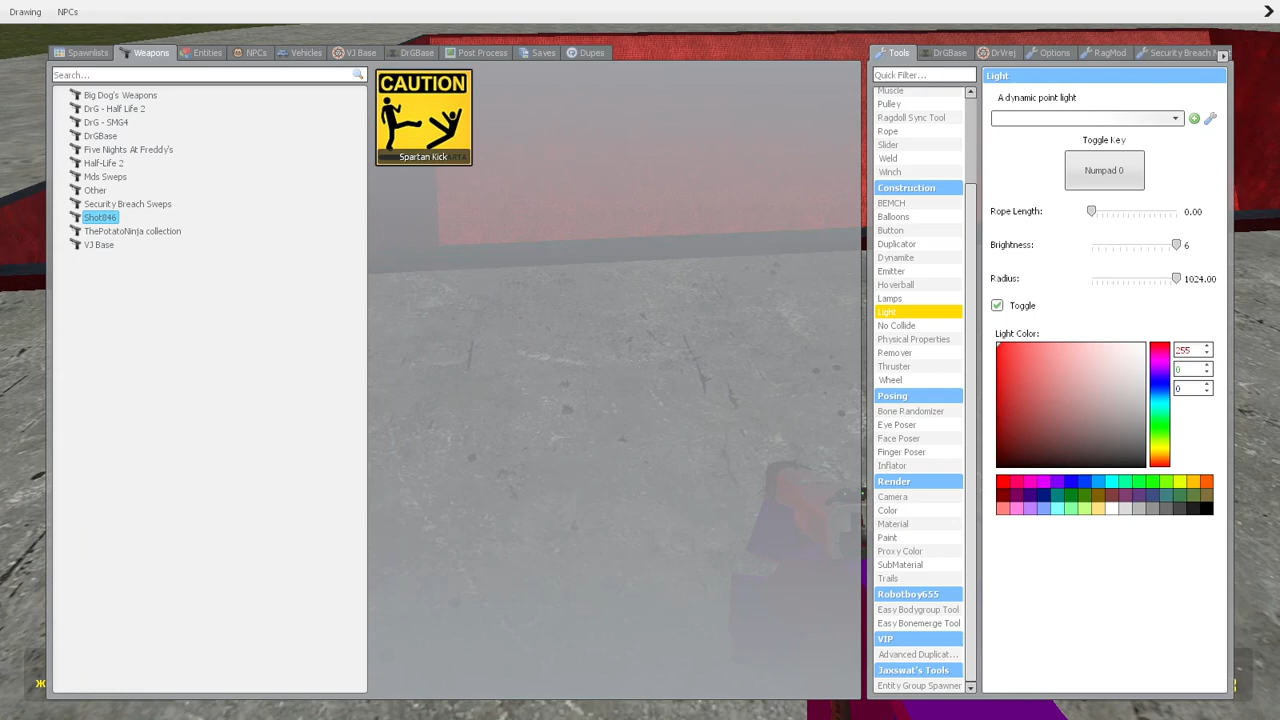 Drawing NPCs
Spawnlists Weapons Entities NPCs Vehicles VJ Base DrGBase Post Process Saves Dupes
Search...
Big Dog's Weapons
DrG - Half Life 2
DrG - SMG4
DrGBase
Five Nights At Freddy's
Half-Life 2
Mds Sweps
Other
Security Breach Sweps
Shot846
ThePotatoNinja collection
VJ Base
CAUTION
Spartan Kick
Tools DrGBase DrVrej Options RagMod Security Breach
Quick Filter...
Muscle
Pulley
Ragdoll Sync Tool
Rope
Slider
Weld
Winch
Construction
BEMCH
Balloons
Button
Duplicator
Dynamite
Emitter
Hoverball
Lamps
Light
No Collide
Physical Properties
Remover
Thruster
Wheel
Posing
Bone Randomizer
Eye Poser
Face Poser
Finger Poser
Inflator
Render
Camera
Color
Material
Paint
Proxy Color
SubMaterial
Trails
Robotboy655
Easy Bodygroup Tool
Easy Bonemerge Tool
VIP
Advanced Duplicat...
Jaxswat's Tools
Entity Group Spawner
Light
A dynamic point light
Toggle Key
Numpad 0
Rope Length: 0.00
Brightness: 6
Radius: 1024.00
Toggle
Light Color:
255
0
0
Ж